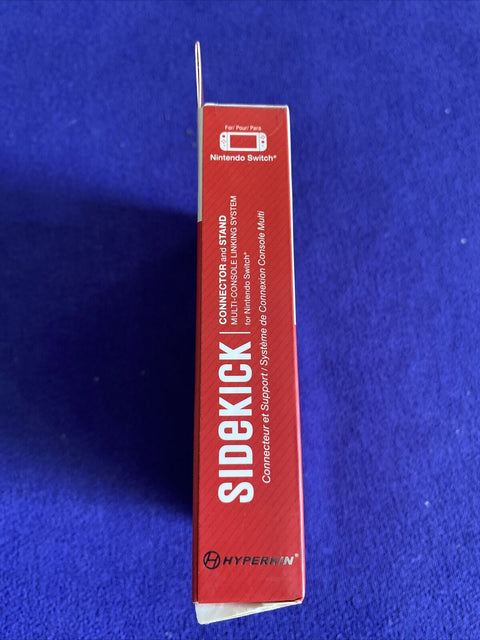 For/ Pour/ Para
Nintendo Switch®
SIDEKICK
CONNECTOR and STAND
MULTI-CONSOLE LINKING SYSTEM
for Nintendo Switch®
Connecteur et Support / Système de Connexion Console Multi
HYPERKIN®